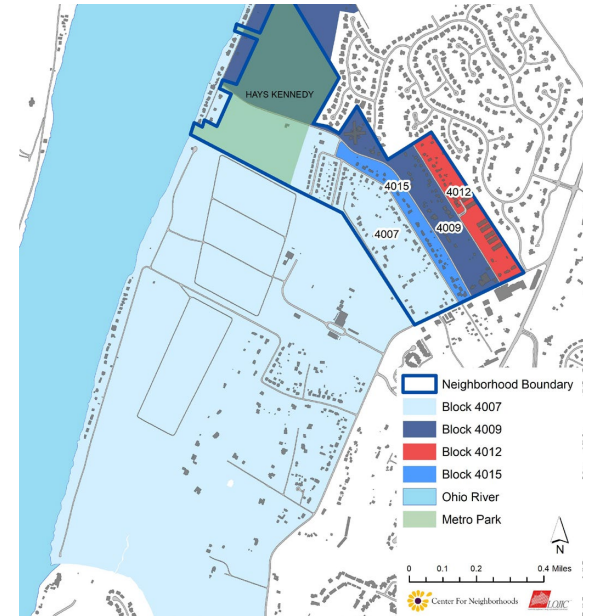 HAYS KENNEDY
4012
4015
4009
4007
Neighborhood Boundary
Block 4007
Block 4009
Block 4012
Block 4015
Ohio River
Metro Park
N
0 0.1 0.2 0.4 Miles
Center For Neighborhoods
LOJIC